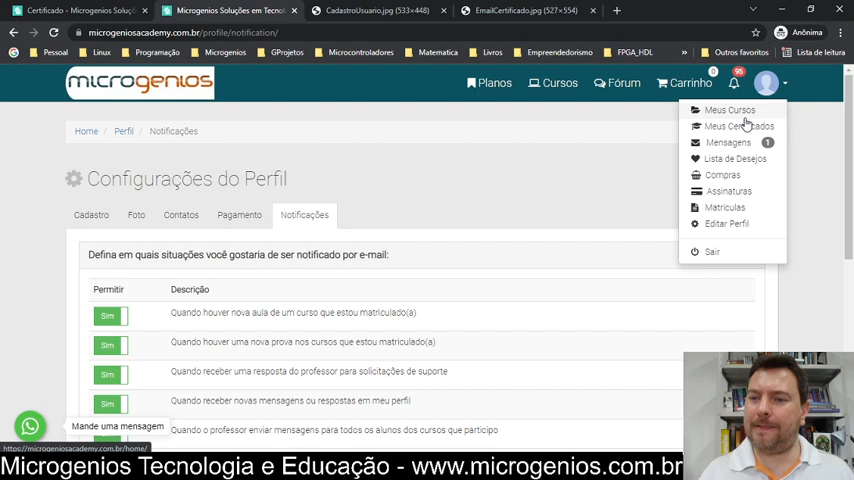 Certificado - Microgenios Soluç
Microgenios Soluções em Tecnol
CadastroUsuario.jpg (533×448)
EmailCertificado.jpg (527×554)
microgeniosacademy.com.br/profile/notification/
Anônima
Pessoal
Linux
Programação
Microgenios
GProjetos
Microcontroladores
Matematica
Livros
Empreendedorismo
FPGA_HDL
»
Outros favoritos
Lista de leitura
microgenios
Planos
Cursos
Fórum
Carrinho
0
95
Meus Cursos
Meus Certificados
Mensagens 1
Lista de Desejos
Compras
Assinaturas
Matrículas
Editar Perfil
Sair
Home / Perfil / Notificações
Configurações do Perfil
Cadastro
Foto
Contatos
Pagamento
Notificações
Defina em quais situações você gostaria de ser notificado por e-mail:
Permitir Descrição
Sim Quando houver nova aula de um curso que estou matriculado(a)
Sim Quando houver uma nova prova nos cursos que estou matriculado(a)
Sim Quando receber uma resposta do professor para solicitações de suporte
Sim Quando receber novas mensagens ou respostas em meu perfil
Quando o professor enviar mensagens para todos os alunos dos cursos que participo
Mande uma mensagem
https://microgeniosacademy.com.br/home/
Microgenios Tecnologia e Educação - www.microgenios.com.br